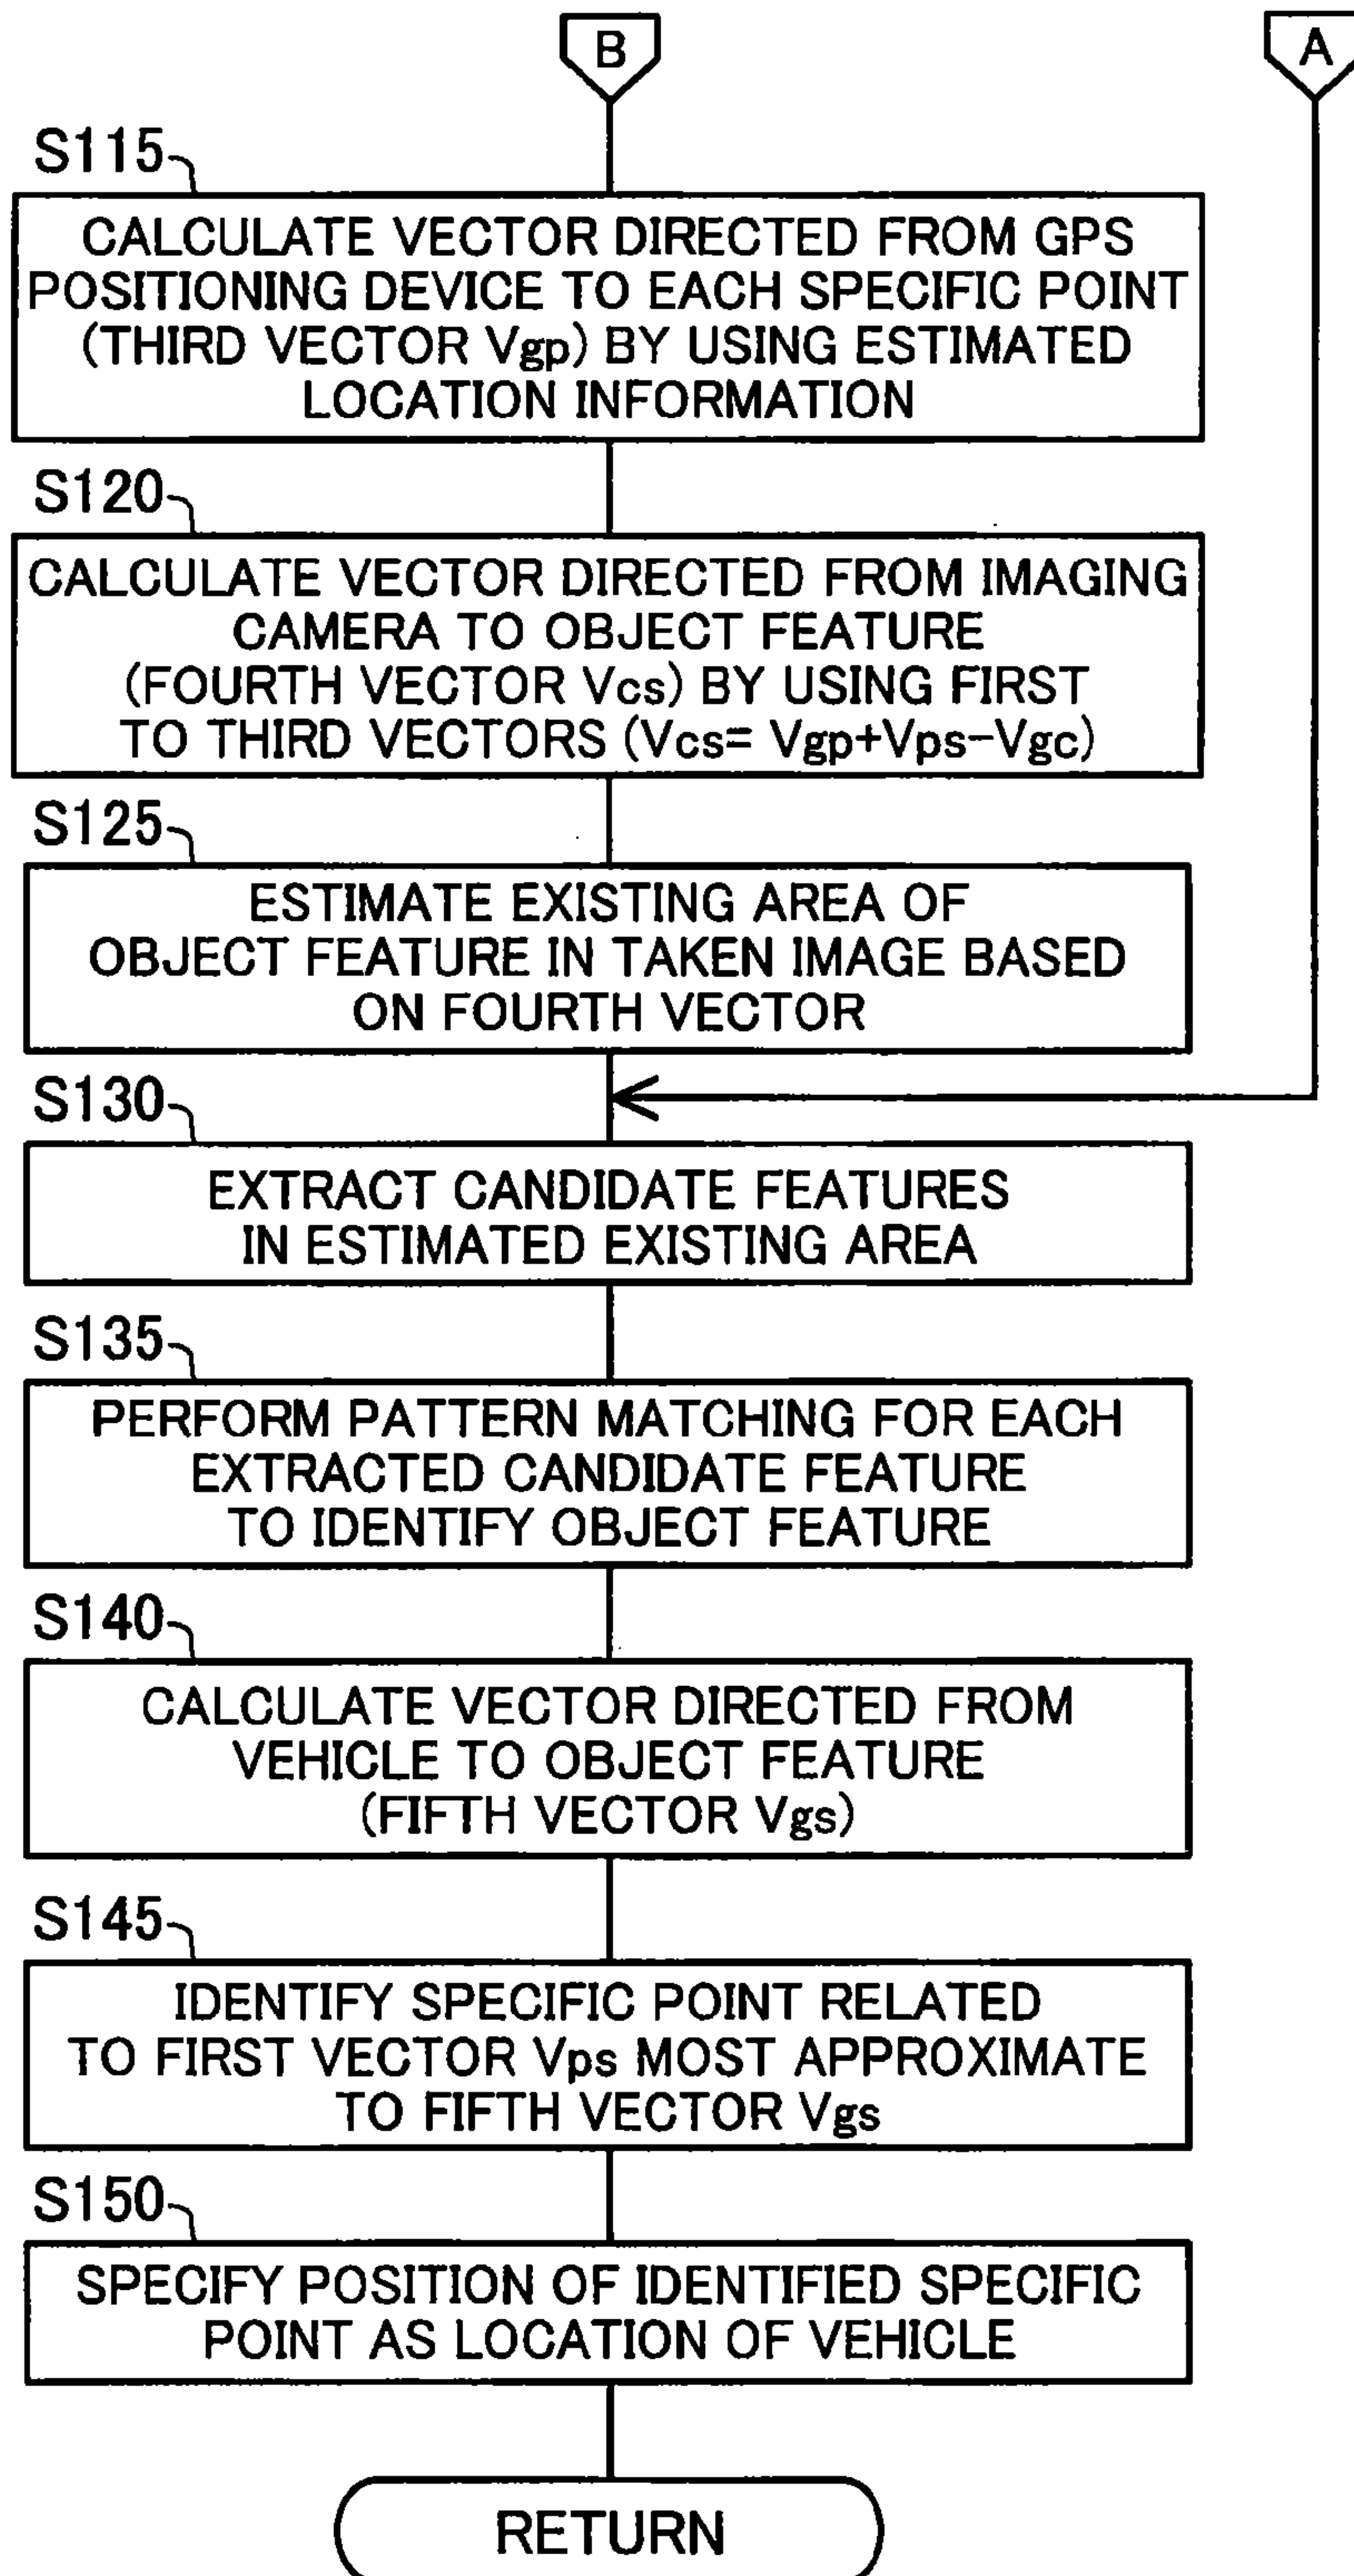 B
A
S115
CALCULATE VECTOR DIRECTED FROM GPS
POSITIONING DEVICE TO EACH SPECIFIC POINT
(THIRD VECTOR Vgp) BY USING ESTIMATED
LOCATION INFORMATION
S120
CALCULATE VECTOR DIRECTED FROM IMAGING
CAMERA TO OBJECT FEATURE
(FOURTH VECTOR Vcs) BY USING FIRST
TO THIRD VECTORS (Vcs= Vgp+Vps-Vgc)
S125
ESTIMATE EXISTING AREA OF
OBJECT FEATURE IN TAKEN IMAGE BASED
ON FOURTH VECTOR
S130
EXTRACT CANDIDATE FEATURES
IN ESTIMATED EXISTING AREA
S135
PERFORM PATTERN MATCHING FOR EACH
EXTRACTED CANDIDATE FEATURE
TO IDENTIFY OBJECT FEATURE
S140
CALCULATE VECTOR DIRECTED FROM
VEHICLE TO OBJECT FEATURE
(FIFTH VECTOR Vgs)
S145
IDENTIFY SPECIFIC POINT RELATED
TO FIRST VECTOR Vps MOST APPROXIMATE
TO FIFTH VECTOR Vgs
S150
SPECIFY POSITION OF IDENTIFIED SPECIFIC
POINT AS LOCATION OF VEHICLE
RETURN